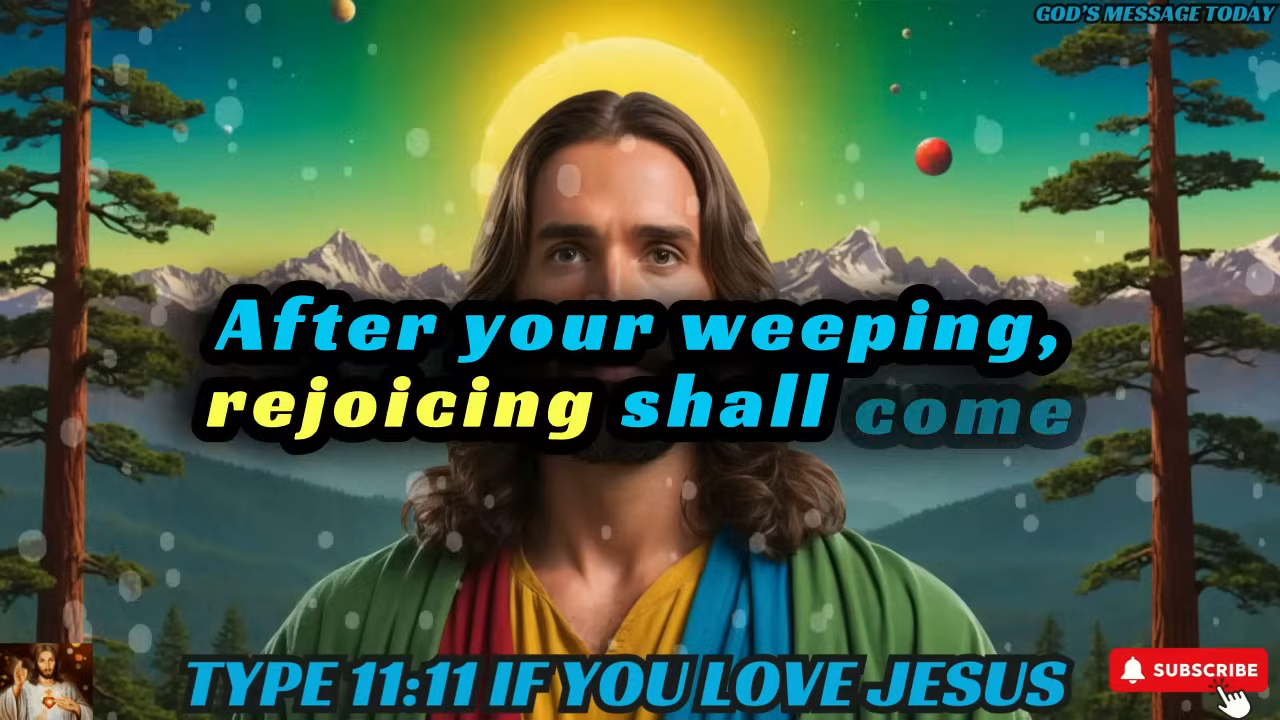 GOD'S MESSAGE TODAY
After your weeping,
rejoicing shall come
TYPE 11:11 IF YOU LOVE JESUS
SUBSCRIBE